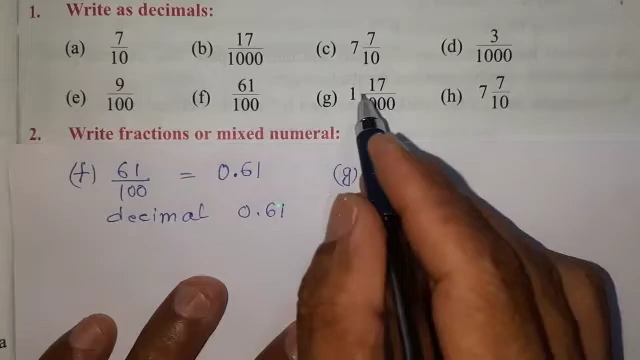 1. Write as decimals:
(a) 7/10 (b) 17/1000 (c) 7 7/10 (d) 3/1000
(e) 9/100 (f) 61/100 (g) 1 17/000 (h) 7 7/10
2. Write fractions or mixed numeral:
(f) 61/100 = 0.61 (g)
decimal 0.61
a